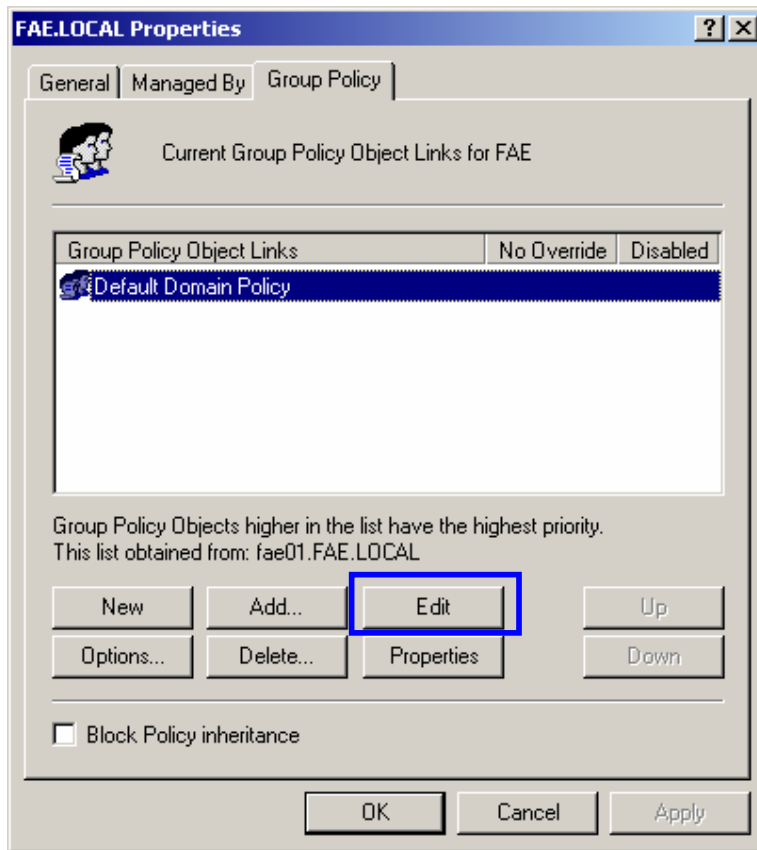 FAE.LOCAL Properties
General Managed By Group Policy
Current Group Policy Object Links for FAE
Group Policy Object Links No Override Disabled
Default Domain Policy
Group Policy Objects higher in the list have the highest priority.
This list obtained from: fae01.FAE.LOCAL
New Add... Edit Up
Options... Delete... Properties Down
Block Policy inheritance
OK Cancel Apply